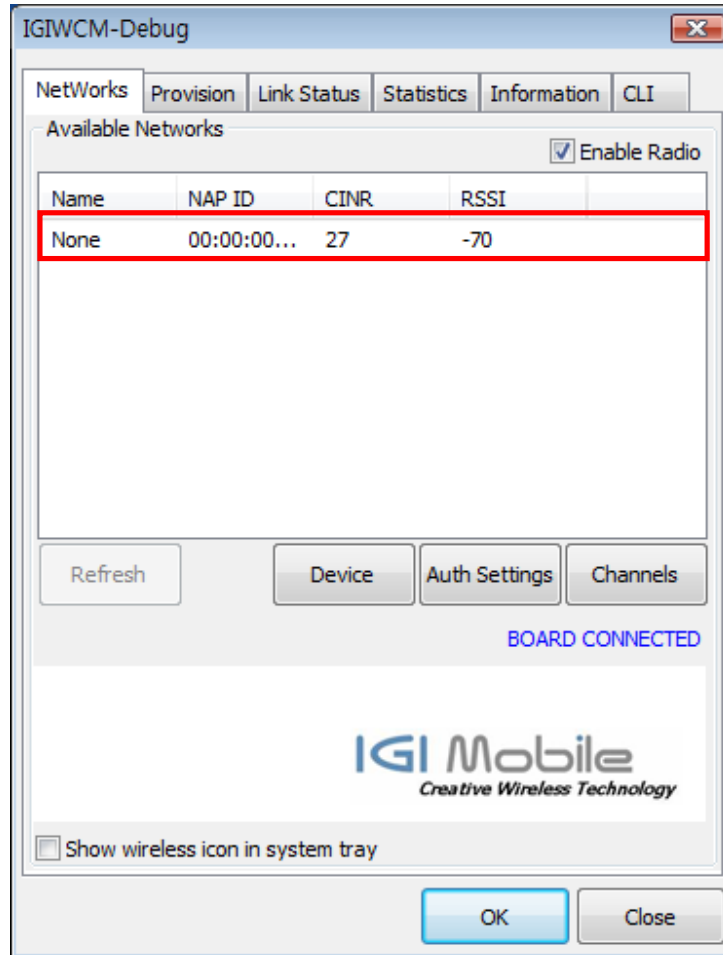 IGIWCM-Debug
NetWorks Provision Link Status Statistics Information CLI
Available Networks
Enable Radio
Name NAP ID CINR RSSI
None 00:00:00... 27 -70
Refresh Device Auth Settings Channels
BOARD CONNECTED
IGI Mobile
Creative Wireless Technology
Show wireless icon in system tray
OK Close